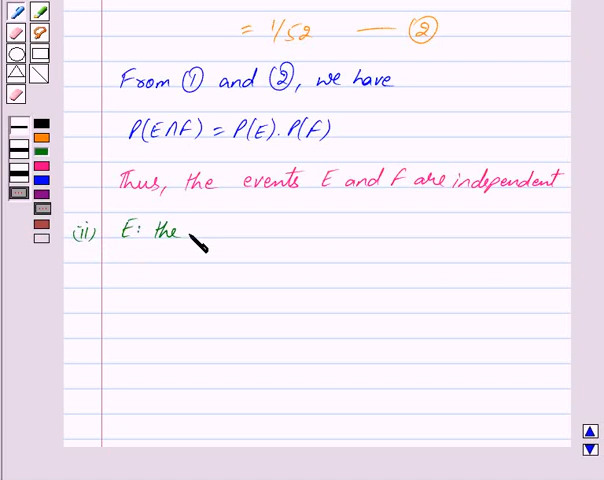 = 1/52 — ②
From ① and ②, we have
P(E∩F) = P(E). P(F)
Thus, the events E and F are independent
(ii) E: the